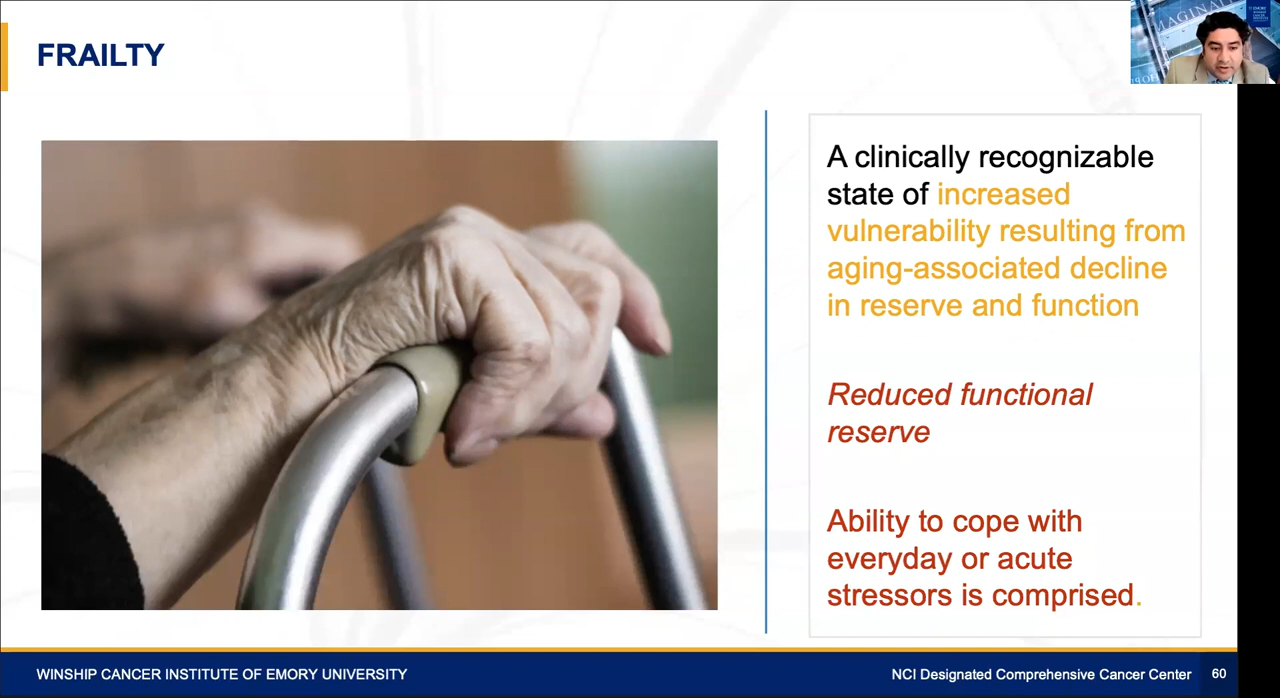 FRAILTY
A clinically recognizable
state of increased
vulnerability resulting from
aging-associated decline
in reserve and function
Reduced functional
reserve
Ability to cope with
everyday or acute
stressors is comprised.
WINSHIP CANCER INSTITUTE OF EMORY UNIVERSITY
NCI Designated Comprehensive Cancer Center
60